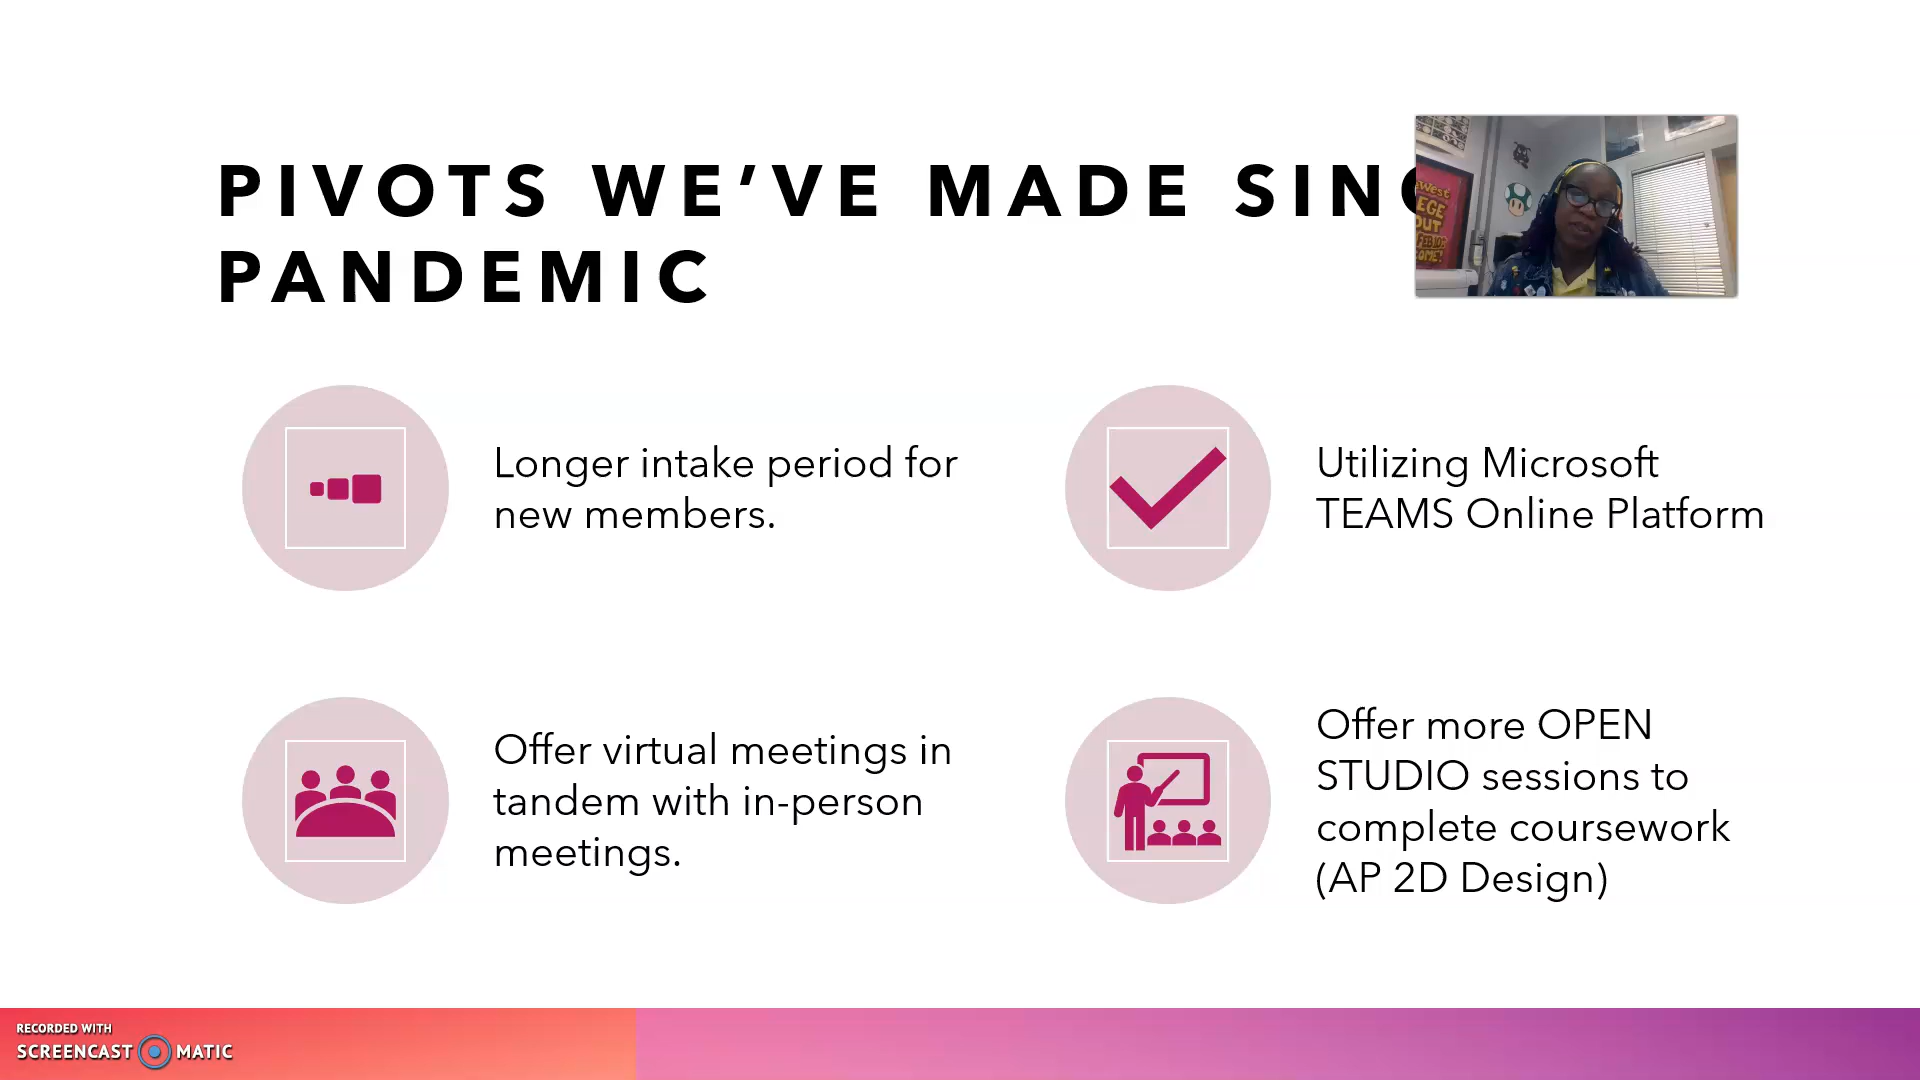 PIVOTS WE’VE MADE
PANDEMIC
Longer intake period for
new members.
Utilizing Microsoft
TEAMS Online Platform
Offer virtual meetings in
tandem with in-person
meetings.
Offer more OPEN
STUDIO sessions to
complete coursework
(AP 2D Design)
RECORDED WITH
SCREENCAST MATIC